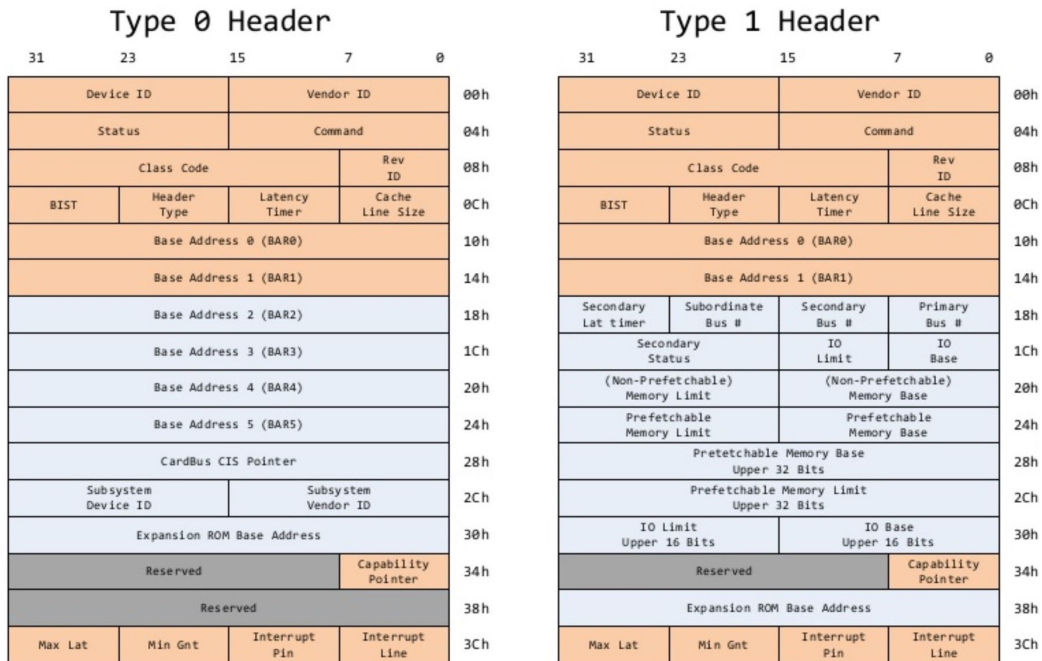 Type 0 Header
31 23 15 7 0
Device ID Vendor ID 00h
Status Command 04h
Class Code Rev
ID 08h
BIST Header
Type Latency
Timer Cache
Line Size 0Ch
Base Address 0 (BAR0) 10h
Base Address 1 (BAR1) 14h
Base Address 2 (BAR2) 18h
Base Address 3 (BAR3) 1Ch
Base Address 4 (BAR4) 20h
Base Address 5 (BAR5) 24h
CardBus CIS Pointer 28h
Subsystem
Device ID Subsystem
Vendor ID 2Ch
Expansion ROM Base Address 30h
Reserved Capability
Pointer 34h
Reserved 38h
Max Lat Min Gnt Interrupt
Pin Interrupt
Line 3Ch
Type 1 Header
31 23 15 7 0
Device ID Vendor ID 00h
Status Command 04h
Class Code Rev
ID 08h
BIST Header
Type Latency
Timer Cache
Line Size 0Ch
Base Address 0 (BAR0) 10h
Base Address 1 (BAR1) 14h
Secondary
Lat timer Subordinate
Bus # Secondary
Bus # Primary
Bus # 18h
Secondary
Status IO
Limit IO
Base 1Ch
(Non-Prefetchable)
Memory Limit (Non-Prefetchable)
Memory Base 20h
Prefetchable
Memory Limit Prefetchable
Memory Base 24h
Pretetchable Memory Base
Upper 32 Bits 28h
Prefetchable Memory Limit
Upper 32 Bits 2Ch
IO Limit
Upper 16 Bits IO Base
Upper 16 Bits 30h
Reserved Capability
Pointer 34h
Expansion ROM Base Address 38h
Max Lat Min Gnt Interrupt
Pin Interrupt
Line 3Ch